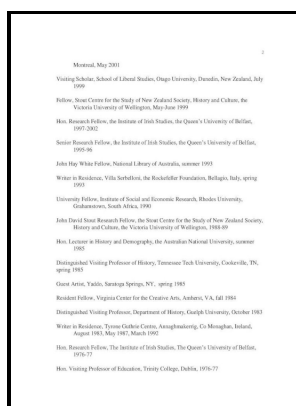 Montreal, May 2001
Visiting Scholar, School of Liberal Studies, Otago University, Dunedin, New Zealand, July
1999
Fellow, Stout Centre for the Study of New Zealand Society, History and Culture, the
Victoria University of Wellington, May-June 1999
Hon. Research Fellow, the Institute of Irish Studies, the Queen's University of Belfast,
1997-2002
Senior Research Fellow, the Institute of Irish Studies, the Queen's University of Belfast,
1995-96
John Hay White Fellow, National Library of Australia, summer 1993
Writer in Residence, Villa Serbelloni, the Rockefeller Foundation, Bellagio, Italy, spring
1993
University Fellow, Institute of Social and Economic Research, Rhodes University,
Grahamstown, South Africa, 1990
John David Stout Research Fellow, the Stout Centre for the Study of New Zealand Society,
History and Culture, the Victoria University of Wellington, 1988-89
Hon. Lecturer in History and Demography, the Australian National University, summer
1985
Distinguished Visiting Professor of History, Tennessee Tech University, Cookeville, TN,
spring 1985
Guest Artist, Yaddo, Saratoga Springs, NY, spring 1985
Resident Fellow, Virginia Center for the Creative Arts, Amherst, VA, fall 1984
Distinguished Visiting Professor, Department of History, Guelph University, October 1983
Writer in Residence, Tyrone Guthrie Centre, Annaghmakerrig, Co Monaghan, Ireland,
August 1983, May 1987, March 1992
Hon. Research Fellow, The Institute of Irish Studies, The Queen's University of Belfast,
1976-77
Hon. Visiting Professor of Education, Trinity College, Dublin, 1976-77